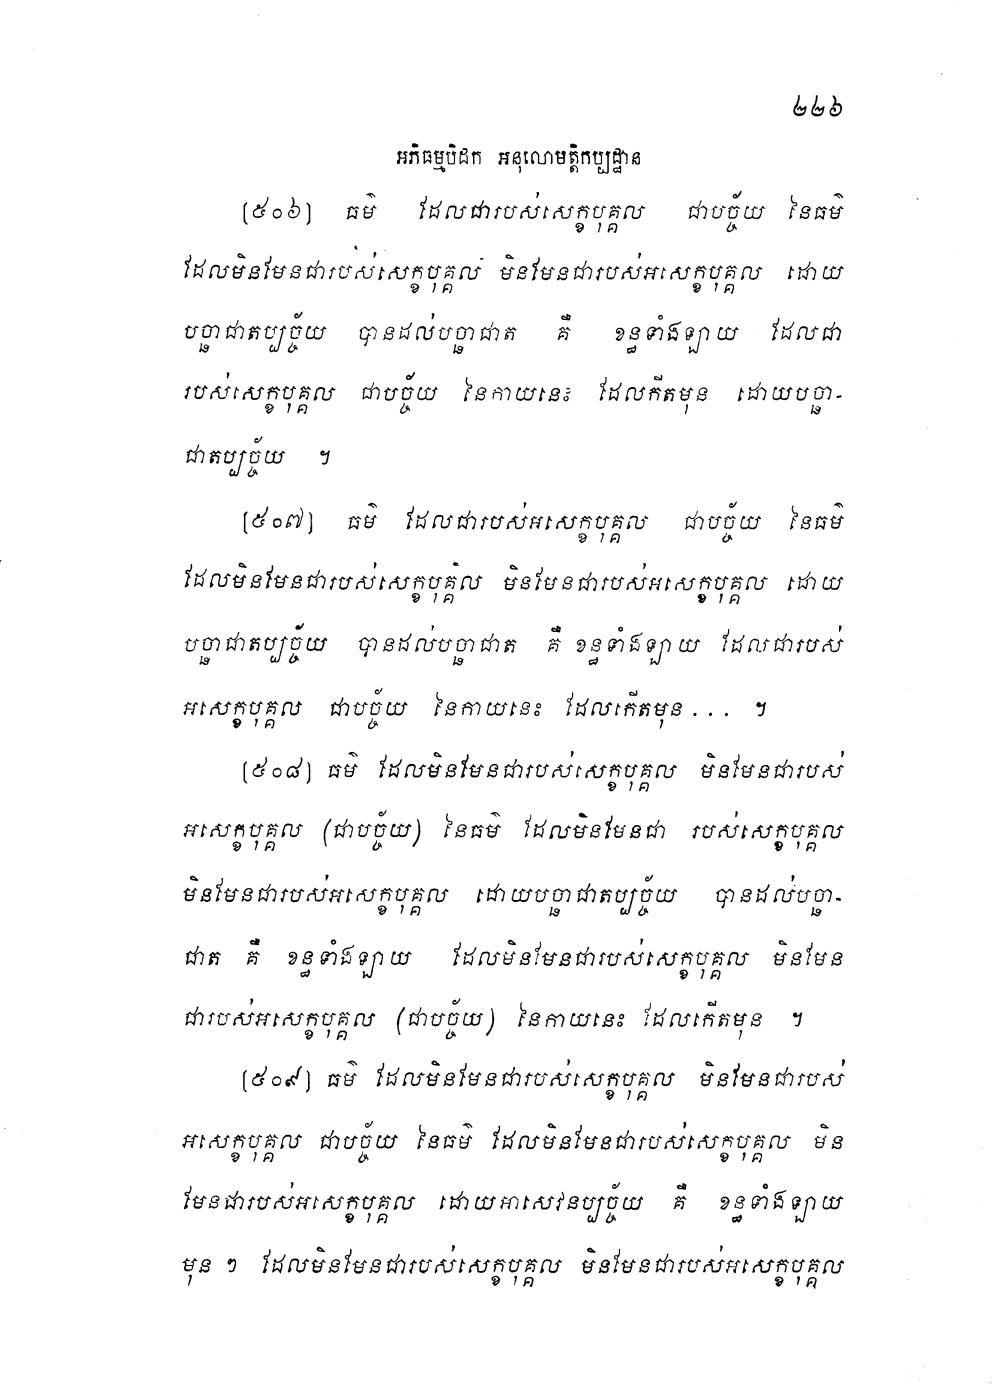 ២២៦
អភិធម្មបិដក អនុលោមត្តិកប្បដ្ឋាន
(៥០៦) ធម៌ ដែលជារបស់សេក្ខបុគ្គល ជាបច្ច័យ នៃធម៌
ដែលមិនមែនជារបស់សេក្ខបុគ្គល មិនមែនជារបស់អសេក្ខបុគ្គល ដោយ
បច្ឆាជាតប្បច្ច័យ បានដល់បច្ឆាជាត គឺ ខន្ធទាំងឡាយ ដែលជា
របស់សេក្ខបុគ្គល ជាបច្ច័យ នៃកាយនេះ ដែលកើតមុន ដោយបច្ឆា-
ជាតប្បច្ច័យ ។
(៥០៧) ធម៌ ដែលជារបស់អសេក្ខបុគ្គល ជាបច្ច័យ នៃធម៌
ដែលមិនមែនជារបស់សេក្ខបុគ្គល មិនមែនជារបស់អសេក្ខបុគ្គល ដោយ
បច្ឆាជាតប្បច្ច័យ បានដល់បច្ឆាជាត គឺ ខន្ធទាំងឡាយ ដែលជារបស់
អសេក្ខបុគ្គល ជាបច្ច័យ នៃកាយនេះ ដែលកើតមុន ... ។
(៥០៨) ធម៌ ដែលមិនមែនជារបស់សេក្ខបុគ្គល មិនមែនជារបស់
អសេក្ខបុគ្គល (ជាបច្ច័យ) នៃធម៌ ដែលមិនមែនជា របស់សេក្ខបុគ្គល
មិនមែនជារបស់អសេក្ខបុគ្គល ដោយបច្ឆាជាតប្បច្ច័យ បានដល់បច្ឆា-
ជាត គឺ ខន្ធទាំងឡាយ ដែលមិនមែនជារបស់សេក្ខបុគ្គល មិនមែន
ជារបស់អសេក្ខបុគ្គល (ជាបច្ច័យ) នៃកាយនេះ ដែលកើតមុន ។
(៥០៩) ធម៌ ដែលមិនមែនជារបស់សេក្ខបុគ្គល មិនមែនជារបស់
អសេក្ខបុគ្គល ជាបច្ច័យ នៃធម៌ ដែលមិនមែនជារបស់សេក្ខបុគ្គល មិន
មែនជារបស់អសេក្ខបុគ្គល ដោយអាសេវនប្បច្ច័យ គឺ ខន្ធទាំងឡាយ
មុន ៗ ដែលមិនមែនជារបស់សេក្ខបុគ្គល មិនមែនជារបស់អសេក្ខបុគ្គល